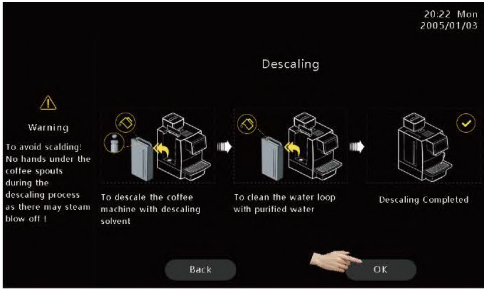 20:22 Mon
2005/01/03
Descaling
Warning
To avoid scalding!
No hands under the
coffee spouts
during the
descaling process
as there may steam
blow off !
To descale the coffee
machine with descaling
solvent
To clean the water loop
with purified water
Descaling Completed
Back
OK